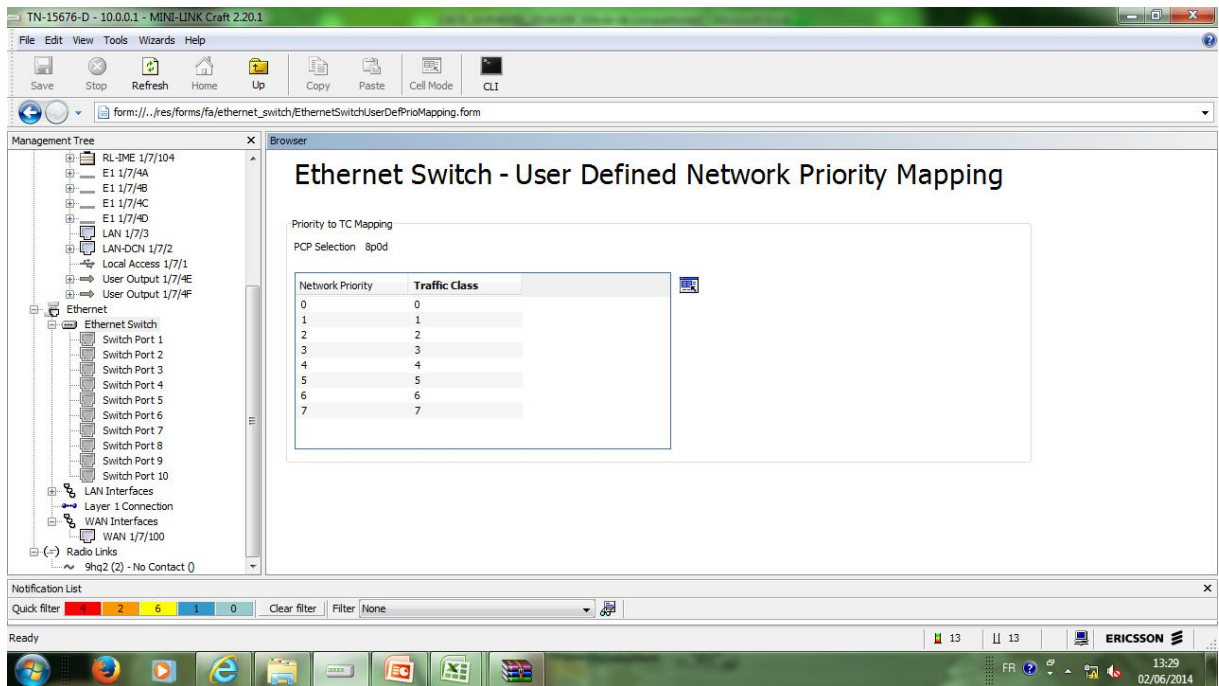 TN-15676-D - 10.0.0.1 - MINI-LINK Craft 2.20.1
File Edit View Tools Wizards Help
Save Stop Refresh Home Up Copy Paste Cell Mode CLI
form://../res/forms/fa/ethernet_switch/EthernetSwitchUserDefPrioMapping.form
Management Tree
RL-IME 1/7/104
E1 1/7/4A
E1 1/7/4B
E1 1/7/4C
E1 1/7/4D
LAN 1/7/3
LAN-DCN 1/7/2
Local Access 1/7/1
User Output 1/7/4E
User Output 1/7/4F
Ethernet
Ethernet Switch
Switch Port 1
Switch Port 2
Switch Port 3
Switch Port 4
Switch Port 5
Switch Port 6
Switch Port 7
Switch Port 8
Switch Port 9
Switch Port 10
LAN Interfaces
Layer 1 Connection
WAN Interfaces
WAN 1/7/100
Radio Links
9hq2 (2) - No Contact ()
Browser
Ethernet Switch - User Defined Network Priority Mapping
Priority to TC Mapping
PCP Selection 8p0d
Network Priority Traffic Class
0 0
1 1
2 2
3 3
4 4
5 5
6 6
7 7
Notification List
Quick filter 4 2 6 1 0 Clear filter Filter None
Ready 13 13 ERICSSON
FR 13:29
02/06/2014